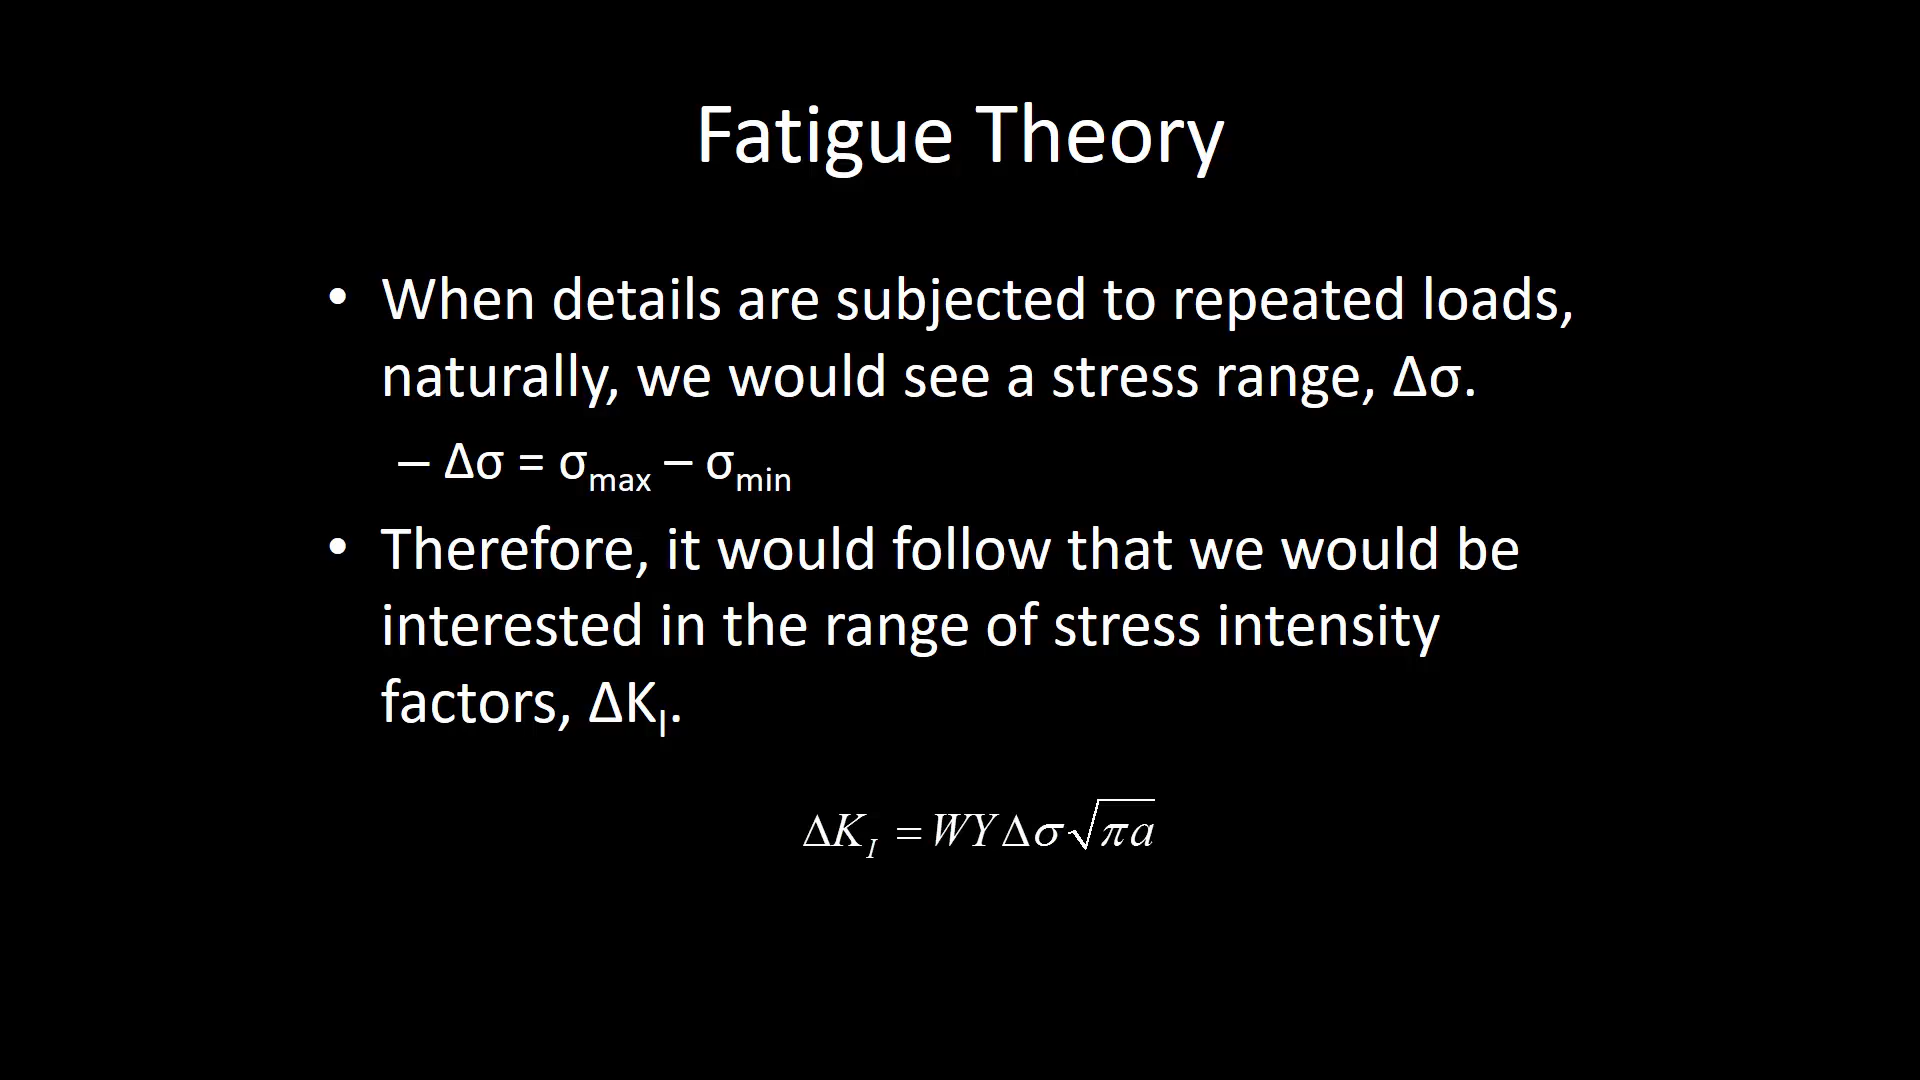 Fatigue Theory
• When details are subjected to repeated loads,
naturally, we would see a stress range, Δσ.
– Δσ = σmax – σmin
• Therefore, it would follow that we would be
interested in the range of stress intensity
factors, ΔKI.
ΔK_I = WYΔσ√πa